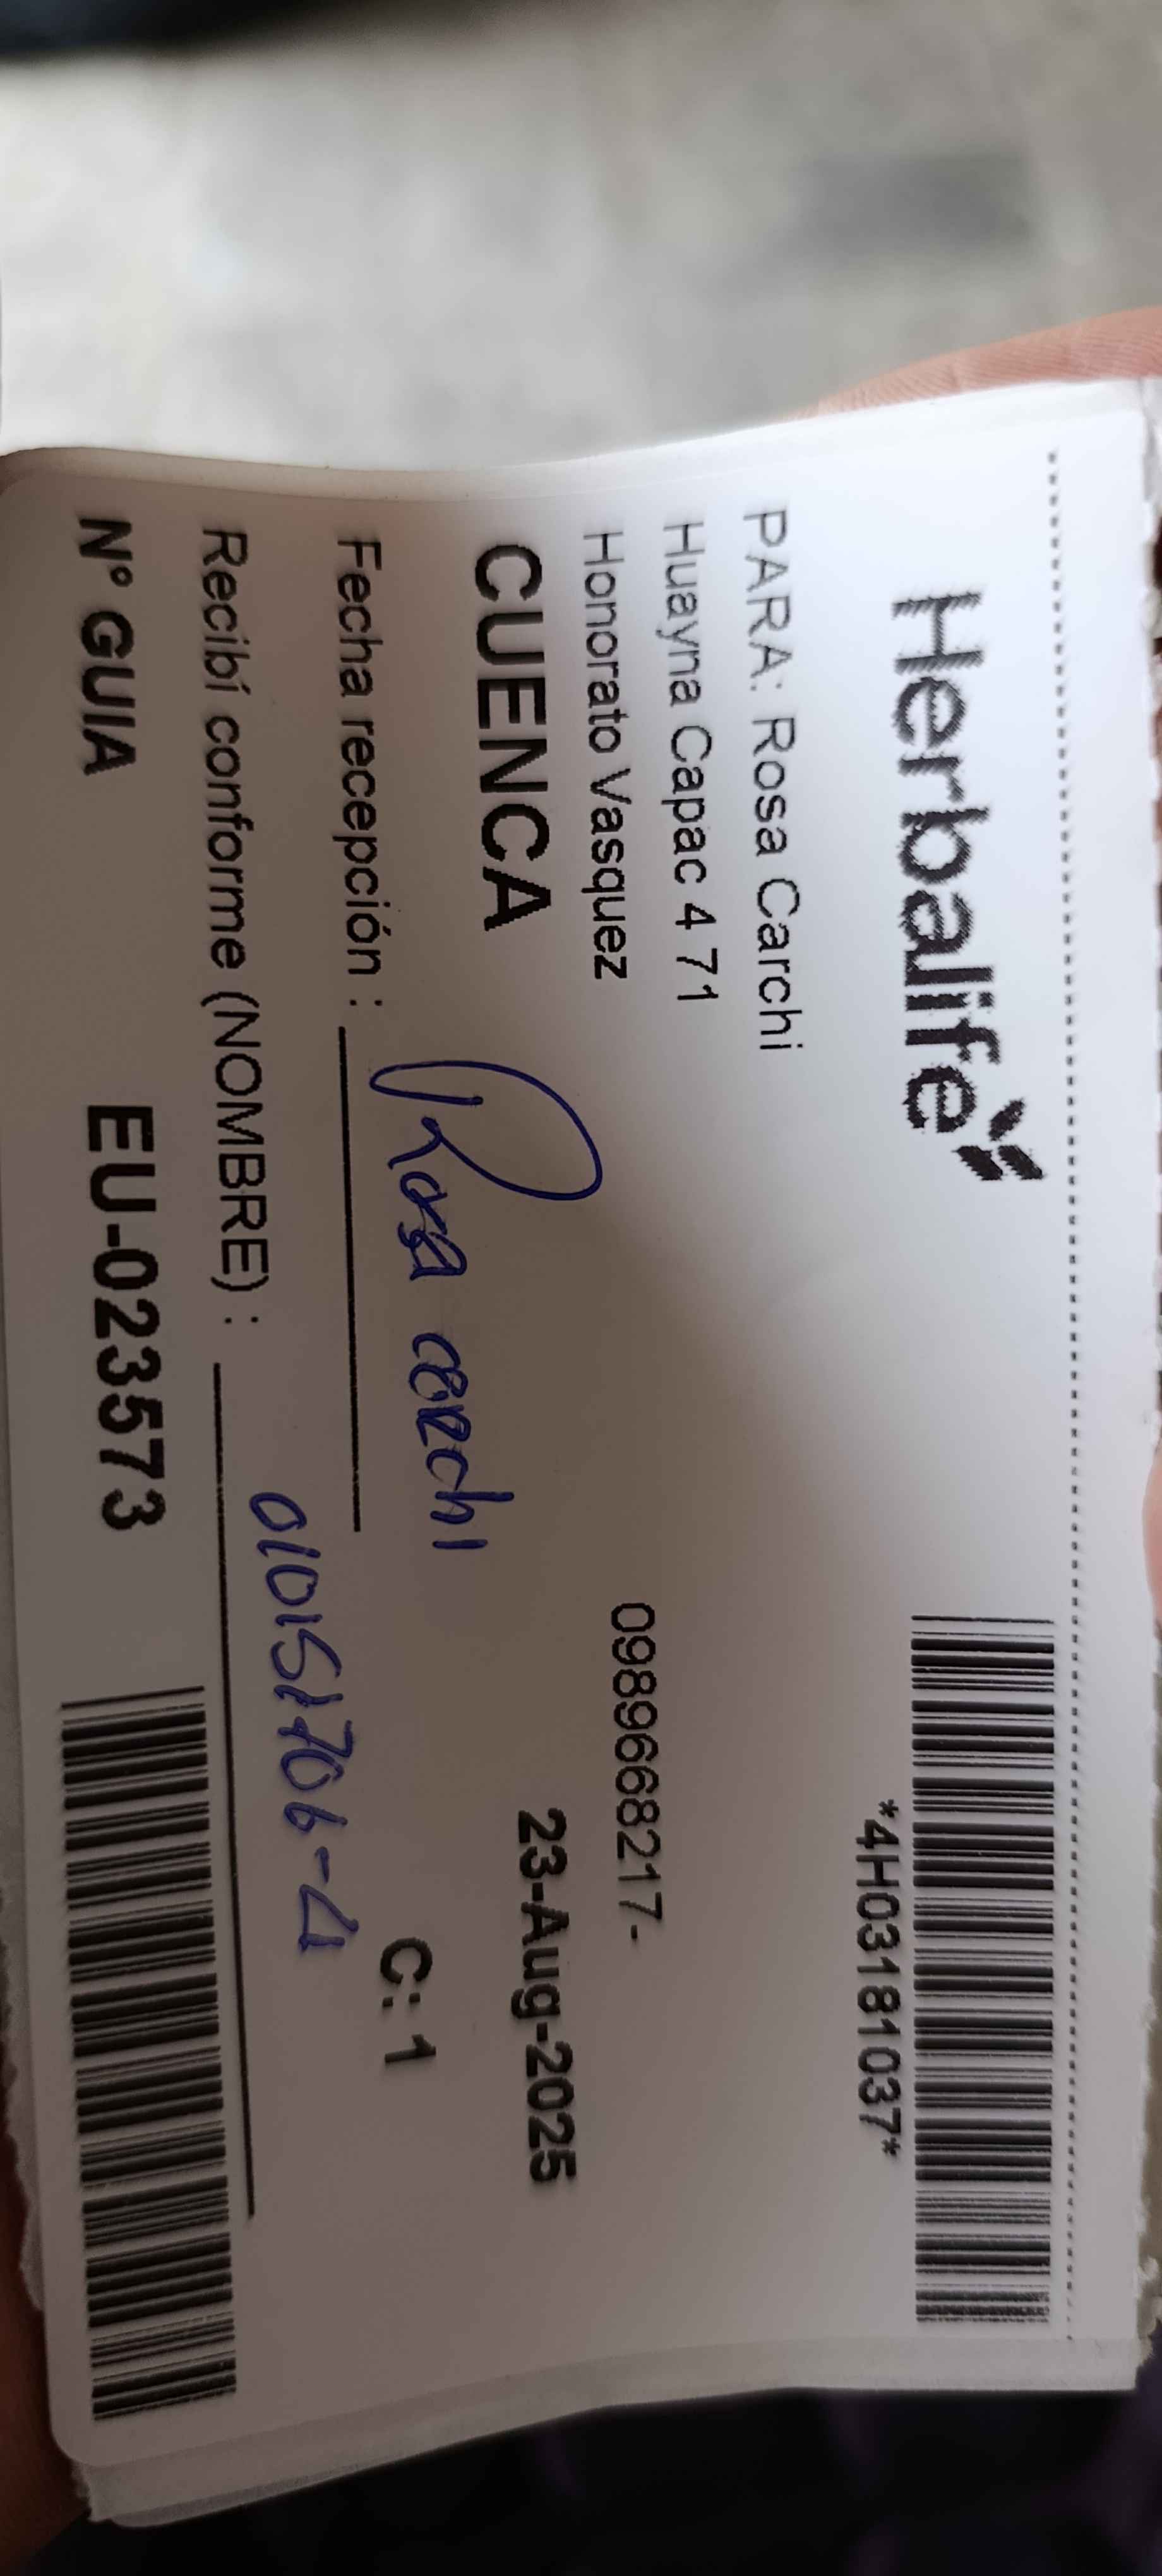 Herbalife
*4H03181037*
PARA: Rosa Carchi
Huayna Capac 4 71
Honorato Vasquez
0989668217-
CUENCA
23-Aug-2025
Rosa carchi
Fecha recepción :
C: 1
010151706-4
Recibí conforme (NOMBRE) :
N° GUIA
EU-023573